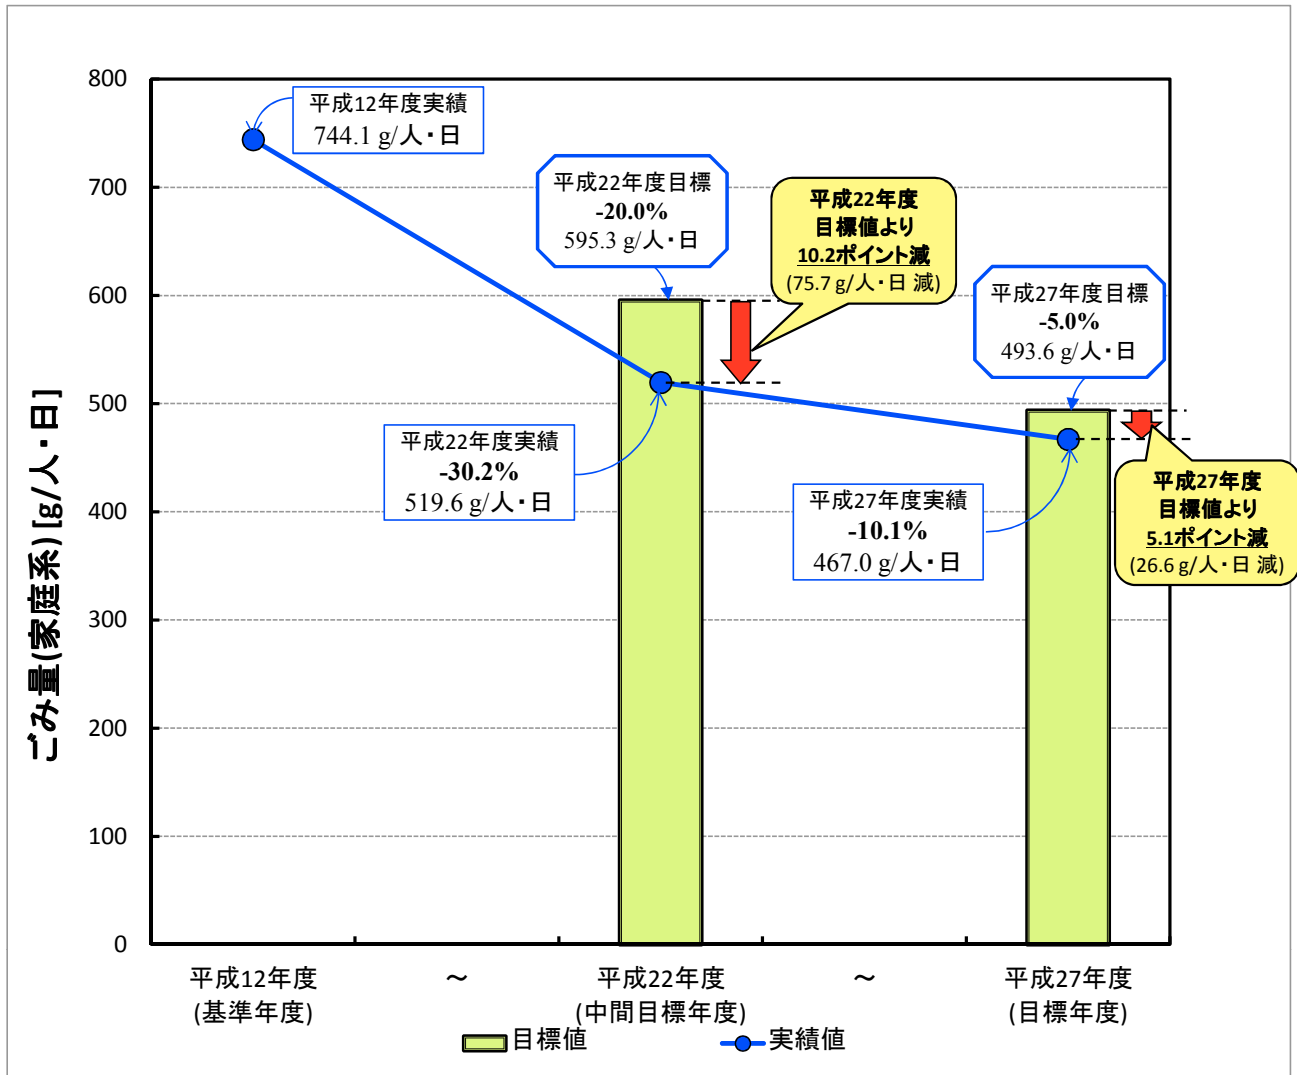 ごみ量(家庭系) [g/人・日]
800
700
600
500
400
300
200
100
0
平成12年度実績
744.1 g/人・日
平成22年度目標
-20.0%
595.3 g/人・日
平成22年度
目標値より
10.2ポイント減
(75.7 g/人・日 減)
平成27年度目標
-5.0%
493.6 g/人・日
平成22年度実績
-30.2%
519.6 g/人・日
平成27年度実績
-10.1%
467.0 g/人・日
平成27年度
目標値より
5.1ポイント減
(26.6 g/人・日 減)
平成12年度
(基準年度)
～
平成22年度
(中間目標年度)
～
平成27年度
(目標年度)
目標値
実績値